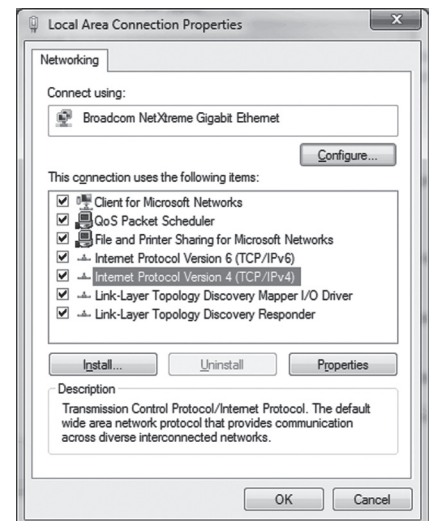 Local Area Connection Properties
x
Networking
Connect using:
Broadcom NetXtreme Gigabit Ethernet
Configure...
This connection uses the following items:
Client for Microsoft Networks
QoS Packet Scheduler
File and Printer Sharing for Microsoft Networks
Internet Protocol Version 6 (TCP/IPv6)
Internet Protocol Version 4 (TCP/IPv4)
Link-Layer Topology Discovery Mapper I/O Driver
Link-Layer Topology Discovery Responder
Install... Uninstall Properties
Description
Transmission Control Protocol/Internet Protocol. The default
wide area network protocol that provides communication
across diverse interconnected networks.
OK Cancel